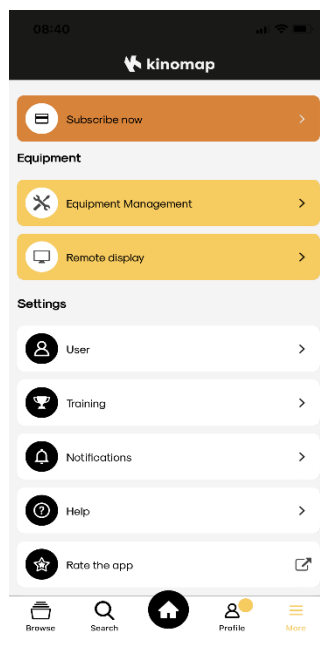 08:40
kinomap
Subscribe now
Equipment
Equipment Management
Remote display
Settings
User
Training
Notifications
Help
Rate the app
Browse
Search
Profile
More